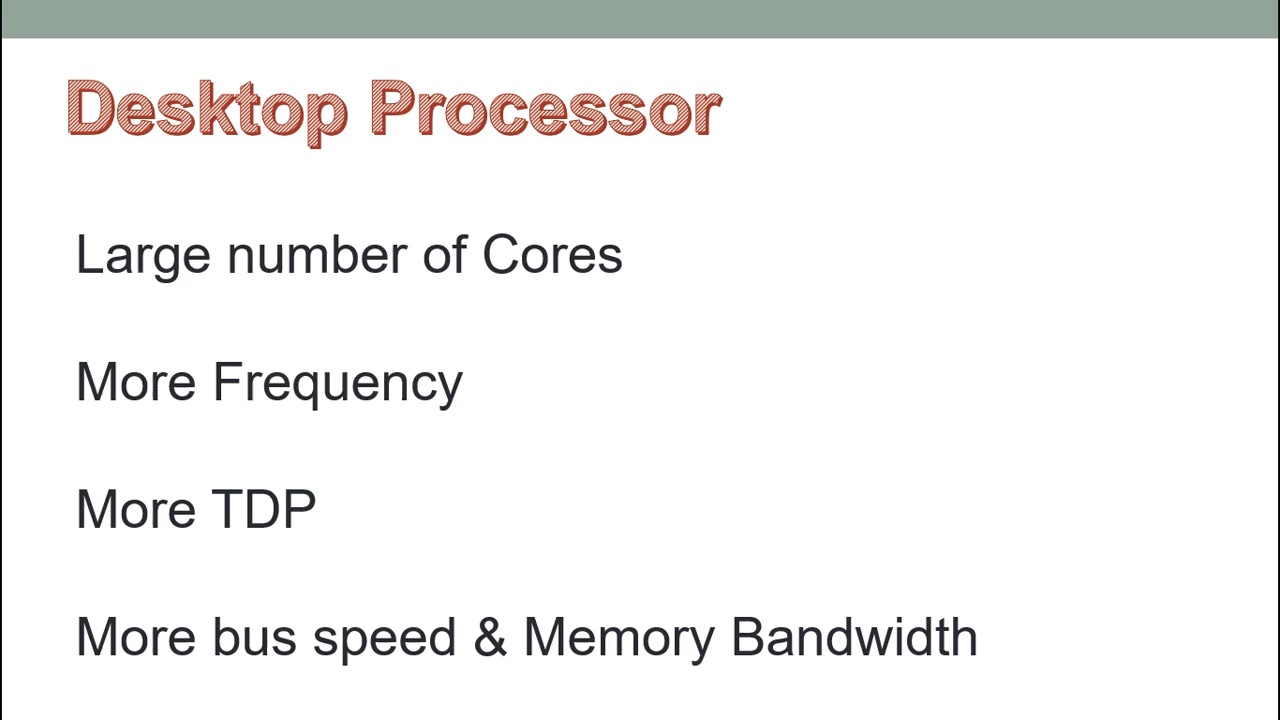 Desktop Processor
Large number of Cores
More Frequency
More TDP
More bus speed & Memory Bandwidth